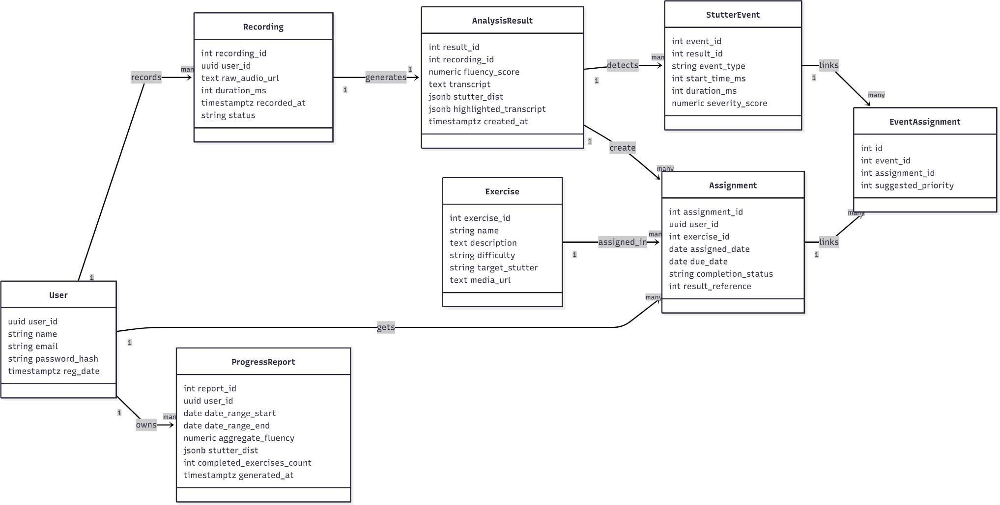 Recording
int recording_id
uuid user_id
text raw_audio_url
int duration_ms
timestamptz recorded_at
string status
AnalysisResult
int result_id
int recording_id
numeric fluency_score
text transcript
jsonb stutter_dist
jsonb highlighted_transcript
timestamptz created_at
StutterEvent
int event_id
int result_id
string event_type
int start_time_ms
int duration_ms
numeric severity_score
EventAssignment
int id
int event_id
int assignment_id
int suggested_priority
Exercise
int exercise_id
string name
text description
string difficulty
string target_stutter
text media_url
Assignment
int assignment_id
uuid user_id
int exercise_id
date assigned_date
date due_date
string completion_status
int result_reference
User
uuid user_id
string name
string email
string password_hash
timestamptz reg_date
ProgressReport
int report_id
uuid user_id
date date_range_start
date date_range_end
numeric aggregate_fluency
jsonb stutter_dist
int completed_exercises_count
timestamptz generated_at
1
records
man
1
generates
1
1
detects
man
1
links
many
1
create
many
1
assigned_in
man
1
links
many
1
gets
many
1
owns
man